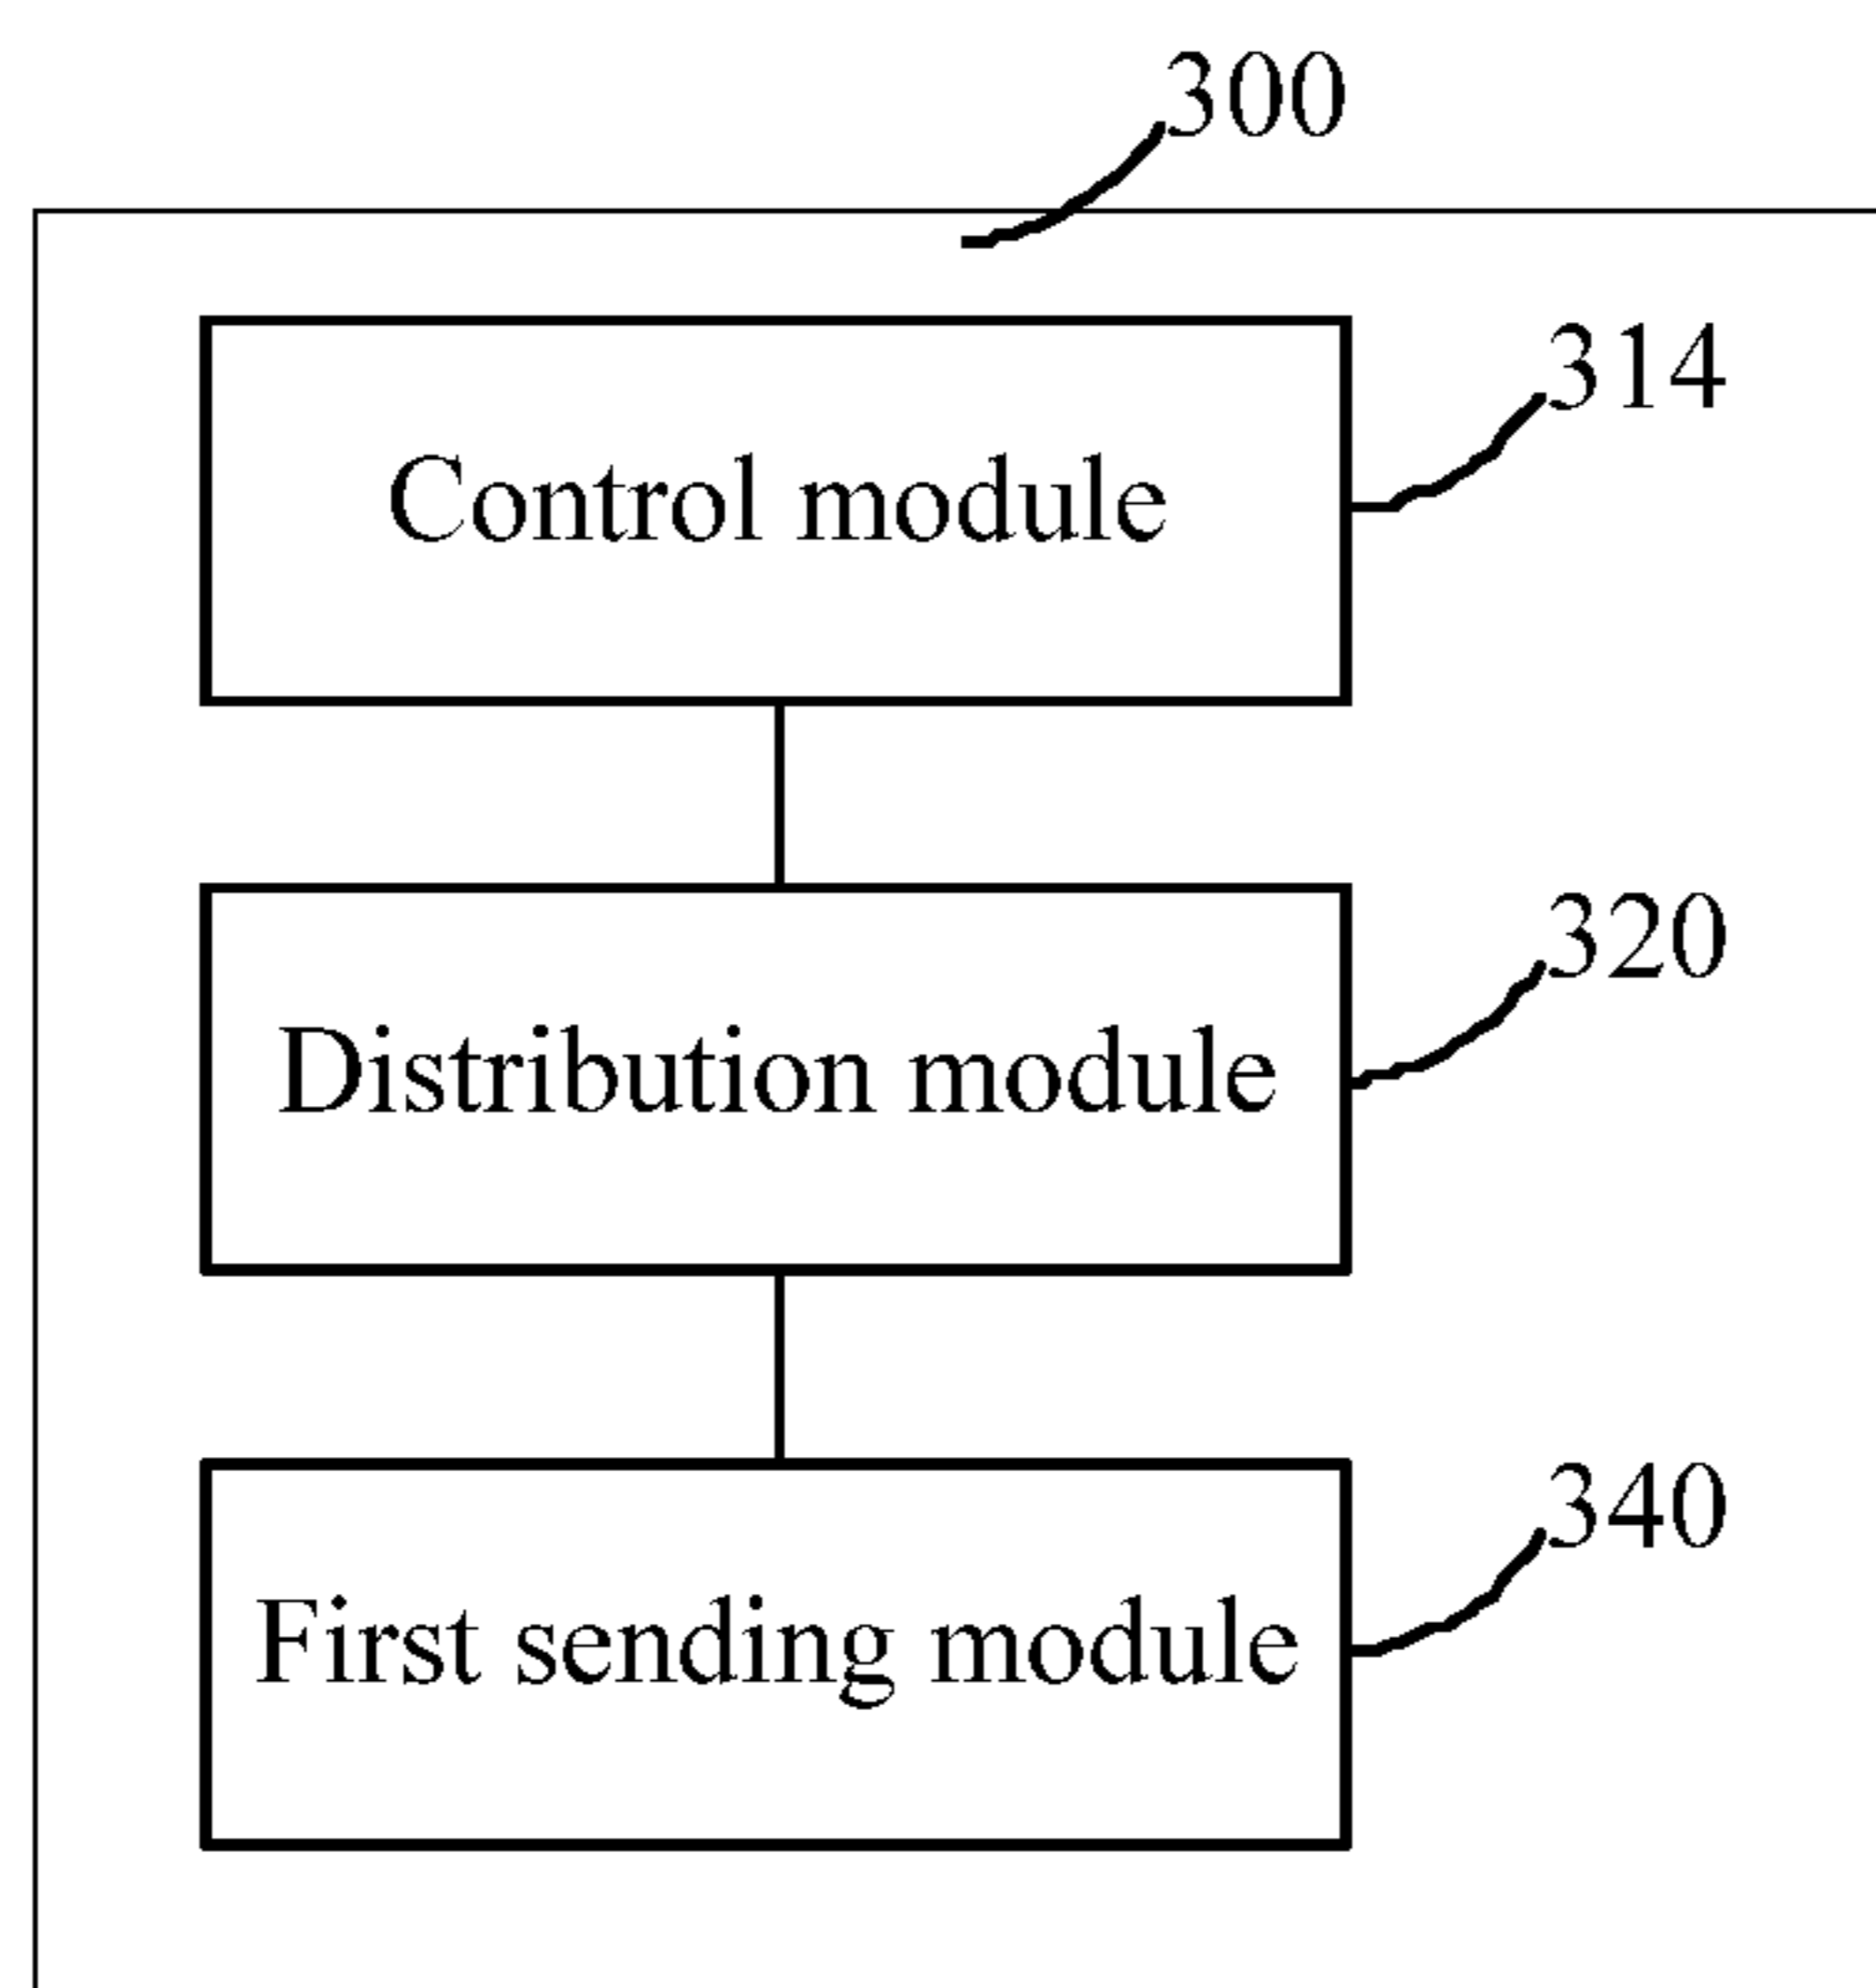 300
314
Control module
320
Distribution module
340
First sending module